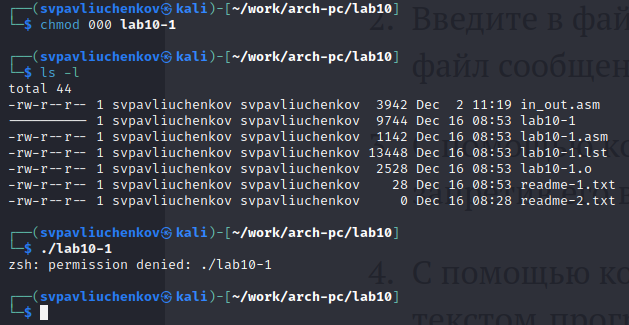 ┌──(svpavliuchenkov㉿kali)-[~/work/arch-pc/lab10]
└─$ chmod 000 lab10-1
┌──(svpavliuchenkov㉿kali)-[~/work/arch-pc/lab10]
└─$ ls -l
total 44
-rw-r--r-- 1 svpavliuchenkov svpavliuchenkov 3942 Dec 2 11:19 in_out.asm
---------- 1 svpavliuchenkov svpavliuchenkov 9744 Dec 16 08:53 lab10-1
-rw-r--r-- 1 svpavliuchenkov svpavliuchenkov 1142 Dec 16 08:53 lab10-1.asm
-rw-r--r-- 1 svpavliuchenkov svpavliuchenkov 13448 Dec 16 08:53 lab10-1.lst
-rw-r--r-- 1 svpavliuchenkov svpavliuchenkov 2528 Dec 16 08:53 lab10-1.o
-rw-r--r-- 1 svpavliuchenkov svpavliuchenkov 28 Dec 16 08:53 readme-1.txt
-rw-r--r-- 1 svpavliuchenkov svpavliuchenkov 0 Dec 16 08:28 readme-2.txt
┌──(svpavliuchenkov㉿kali)-[~/work/arch-pc/lab10]
└─$ ./lab10-1
zsh: permission denied: ./lab10-1
┌──(svpavliuchenkov㉿kali)-[~/work/arch-pc/lab10]
└─$
2. Введите в фай
файл сообщен
4. С помощью ко
текстом прог